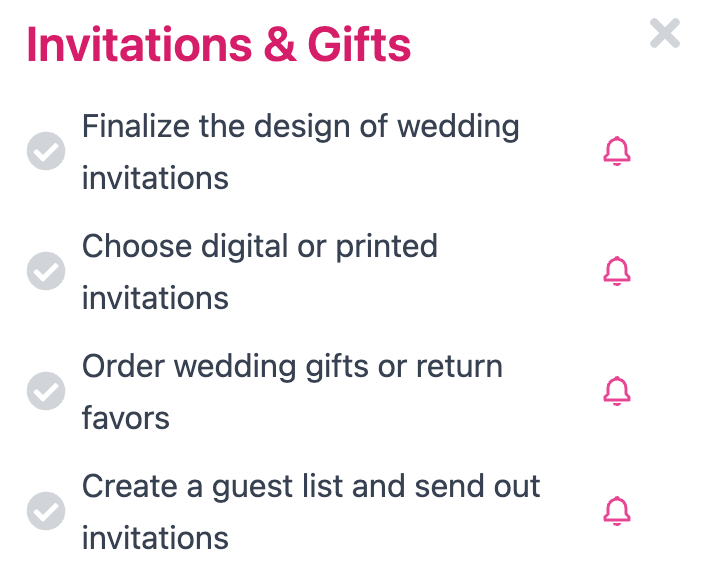 Invitations & Gifts
Finalize the design of wedding
invitations
Choose digital or printed
invitations
Order wedding gifts or return
favors
Create a guest list and send out
invitations